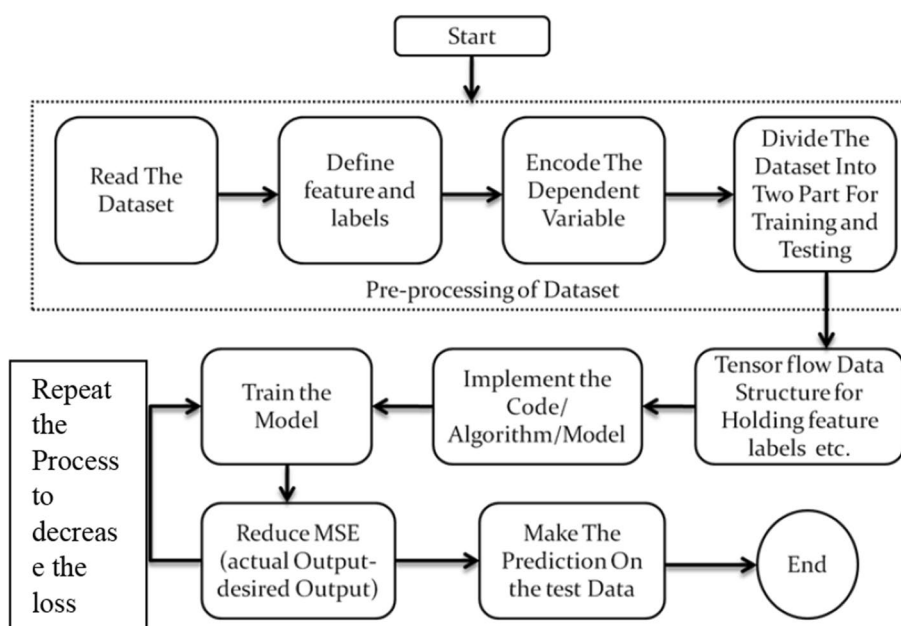 Start
Read The
Dataset
Define
feature and
labels
Encode The
Dependent
Variable
Divide The
Dataset Into
Two Part For
Training and
Testing
Pre-processing of Dataset
Repeat
the
Process
to
decreas
e the
loss
Train the
Model
Implement the
Code/
Algorithm/Model
Tensor flow Data
Structure for
Holding feature
labels etc.
Reduce MSE
(actual Output-
desired Output)
Make The
Prediction On
the test Data
End